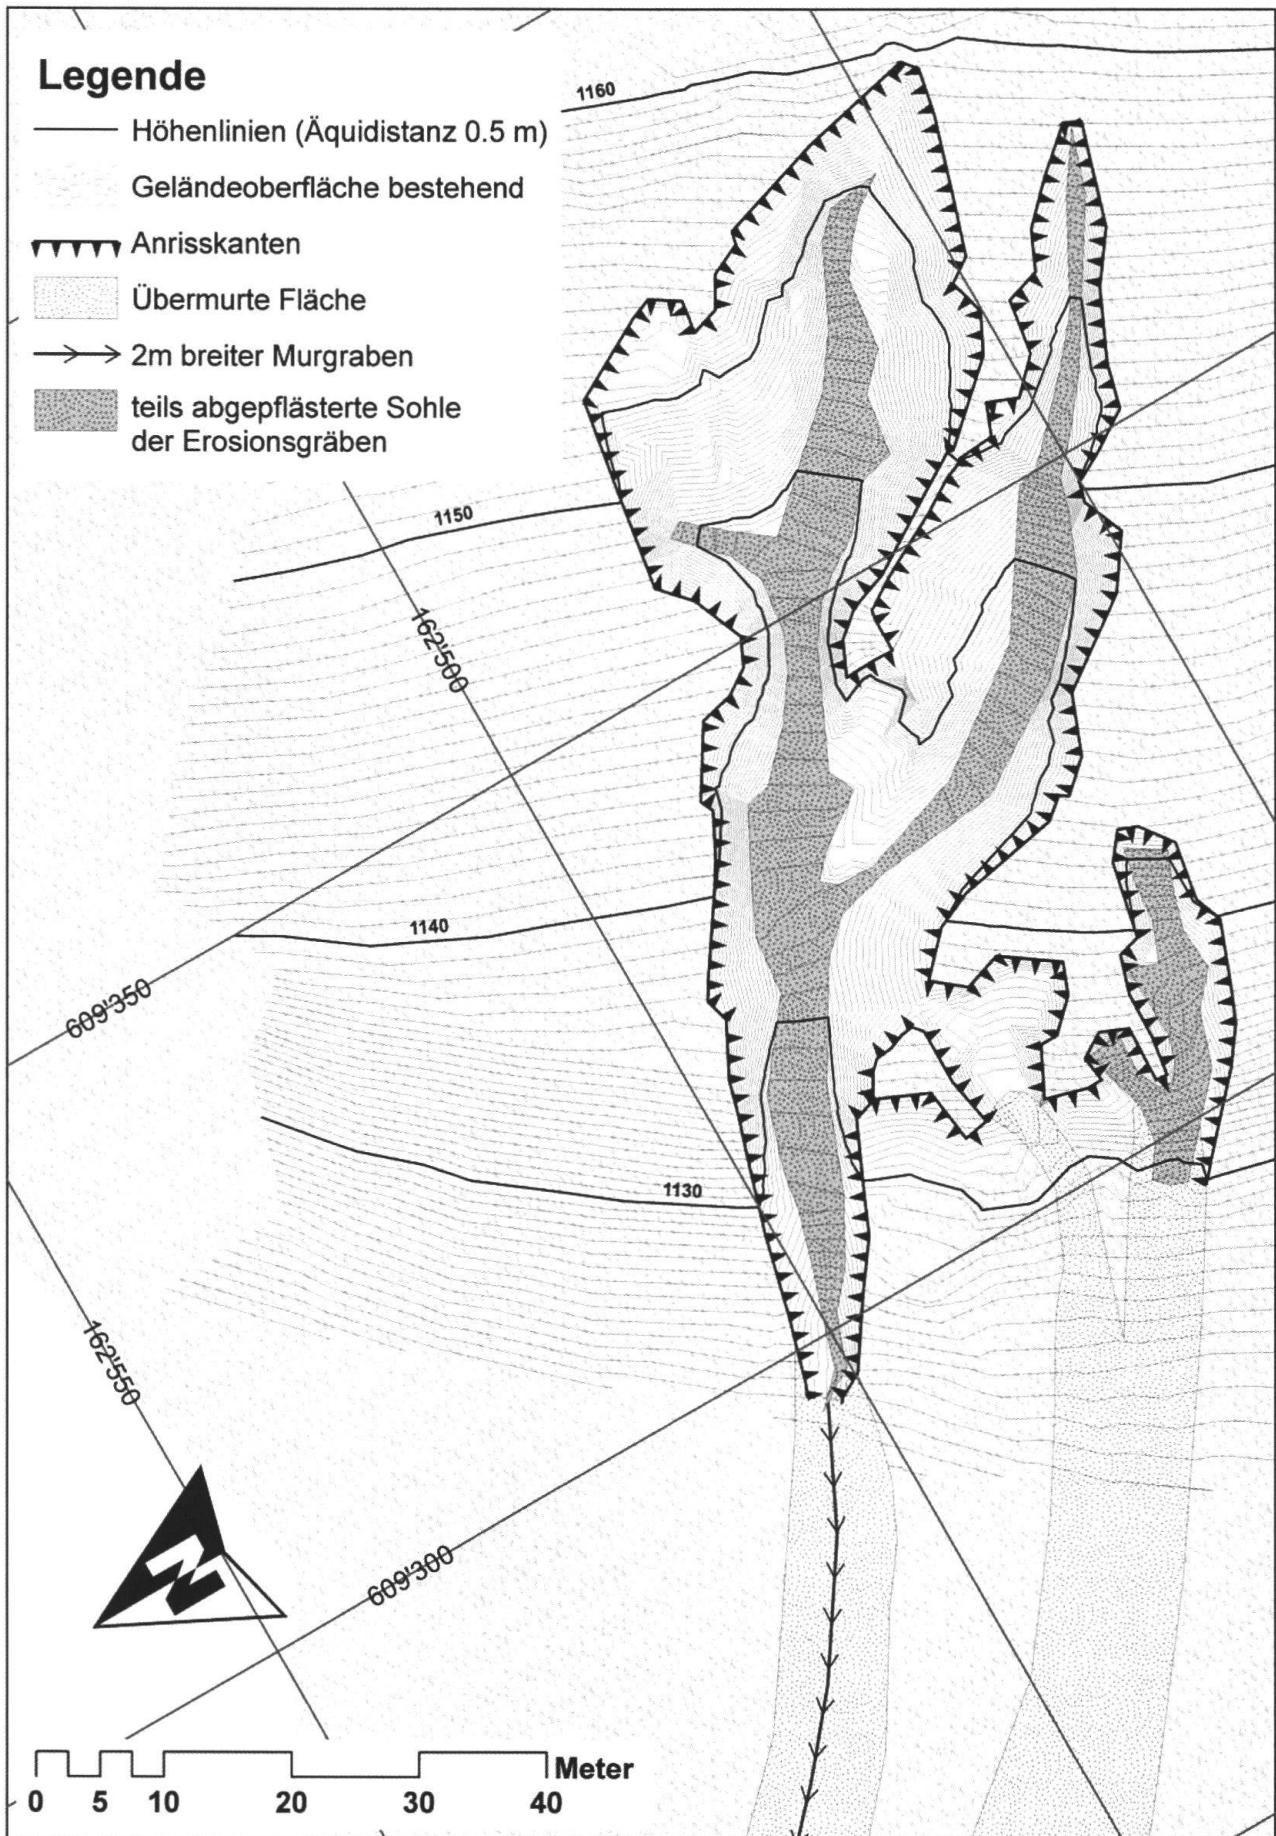 Legende
Höhenlinien (Äquidistanz 0.5 m)
Geländeoberfläche bestehend
Anrisskanten
Übermurte Fläche
2m breiter Murgraben
teils abgepflästerte Sohle
der Erosionsgräben
1160
1150
162'500
1140
609'350
1130
162'550
609'300
N
Meter
0 5 10 20 30 40